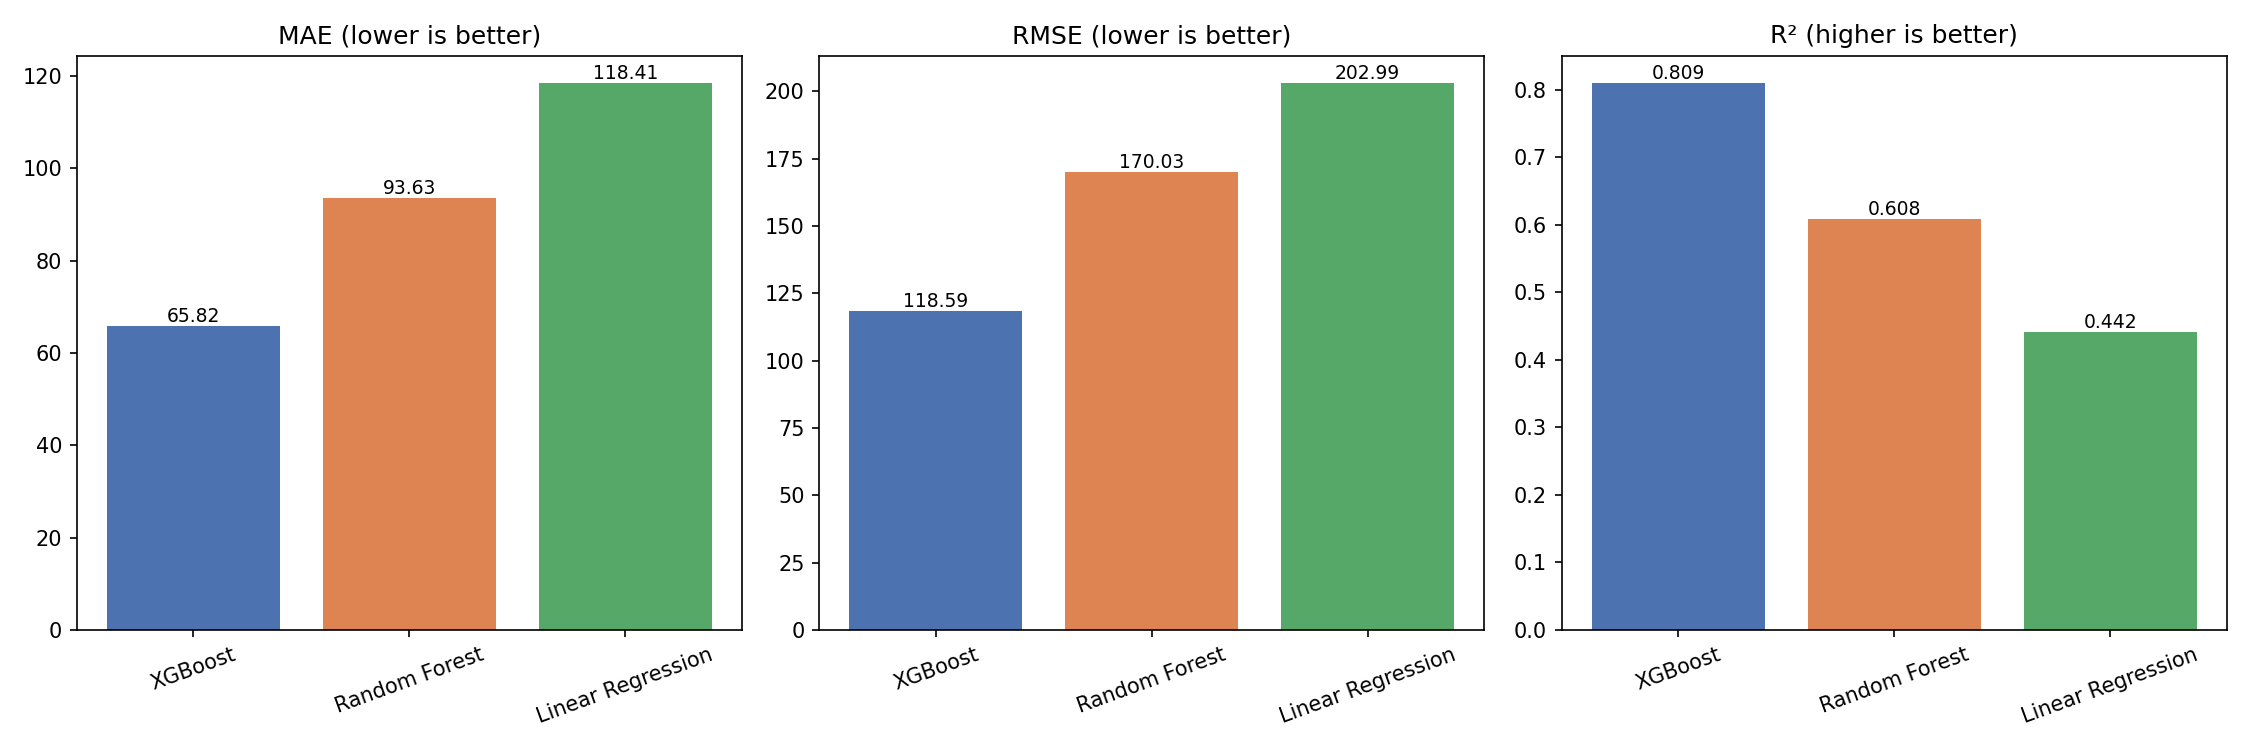 MAE (lower is better)
120
100
80
60
40
20
0
65.82
93.63
118.41
XGBoost
Random Forest
Linear Regression
RMSE (lower is better)
200
175
150
125
100
75
50
25
0
118.59
170.03
202.99
XGBoost
Random Forest
Linear Regression
R² (higher is better)
0.8
0.7
0.6
0.5
0.4
0.3
0.2
0.1
0.0
0.809
0.608
0.442
XGBoost
Random Forest
Linear Regression